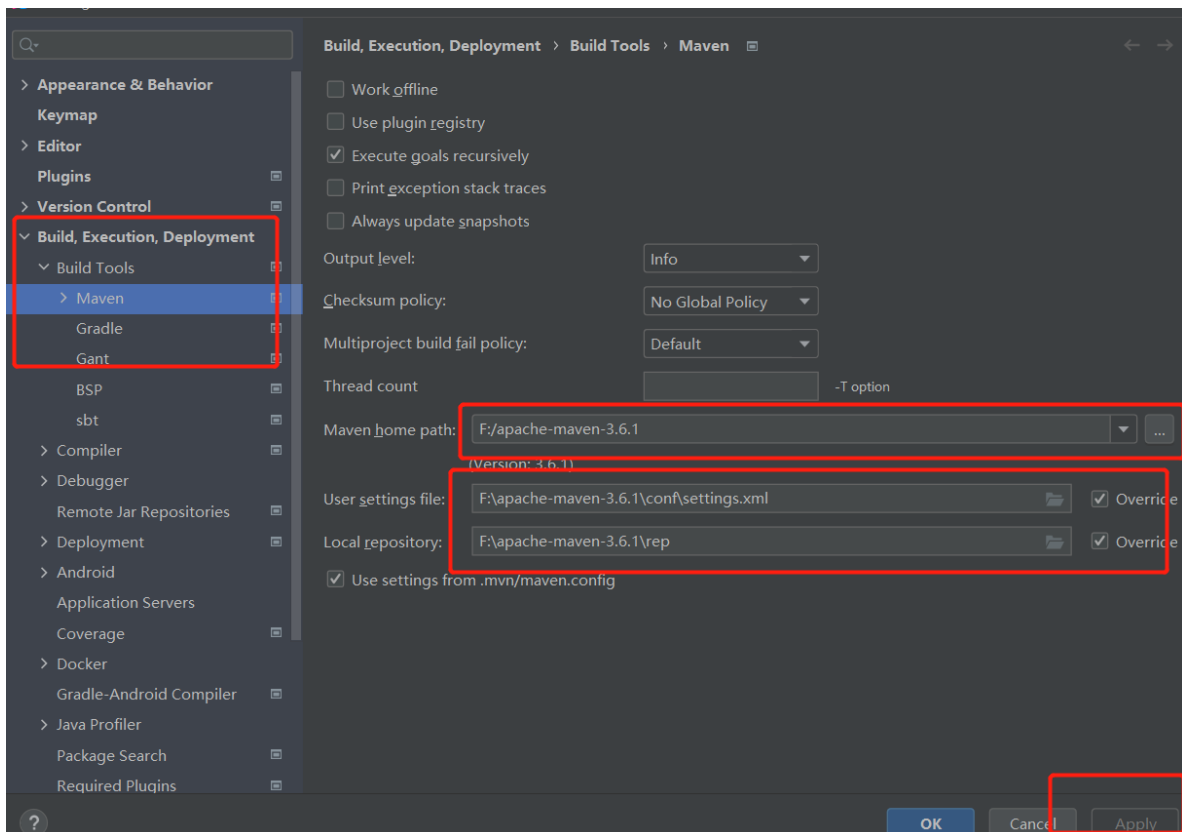 Appearance & Behavior
Keymap
Editor
Plugins
Version Control
Build, Execution, Deployment
Build Tools
Maven
Gradle
Gant
BSP
sbt
Compiler
Debugger
Remote Jar Repositories
Deployment
Android
Application Servers
Coverage
Docker
Gradle-Android Compiler
Java Profiler
Package Search
Required Plugins
?
Build, Execution, Deployment > Build Tools > Maven
Work offline
Use plugin registry
Execute goals recursively
Print exception stack traces
Always update snapshots
Output level: Info
Checksum policy: No Global Policy
Multiproject build fail policy: Default
Thread count -T option
Maven home path: F:/apache-maven-3.6.1 ...
(Version: 3.6.1)
User settings file: F:\apache-maven-3.6.1\conf\settings.xml Override
Local repository: F:\apache-maven-3.6.1\rep Override
Use settings from .mvn/maven.config
OK Cancel Apply